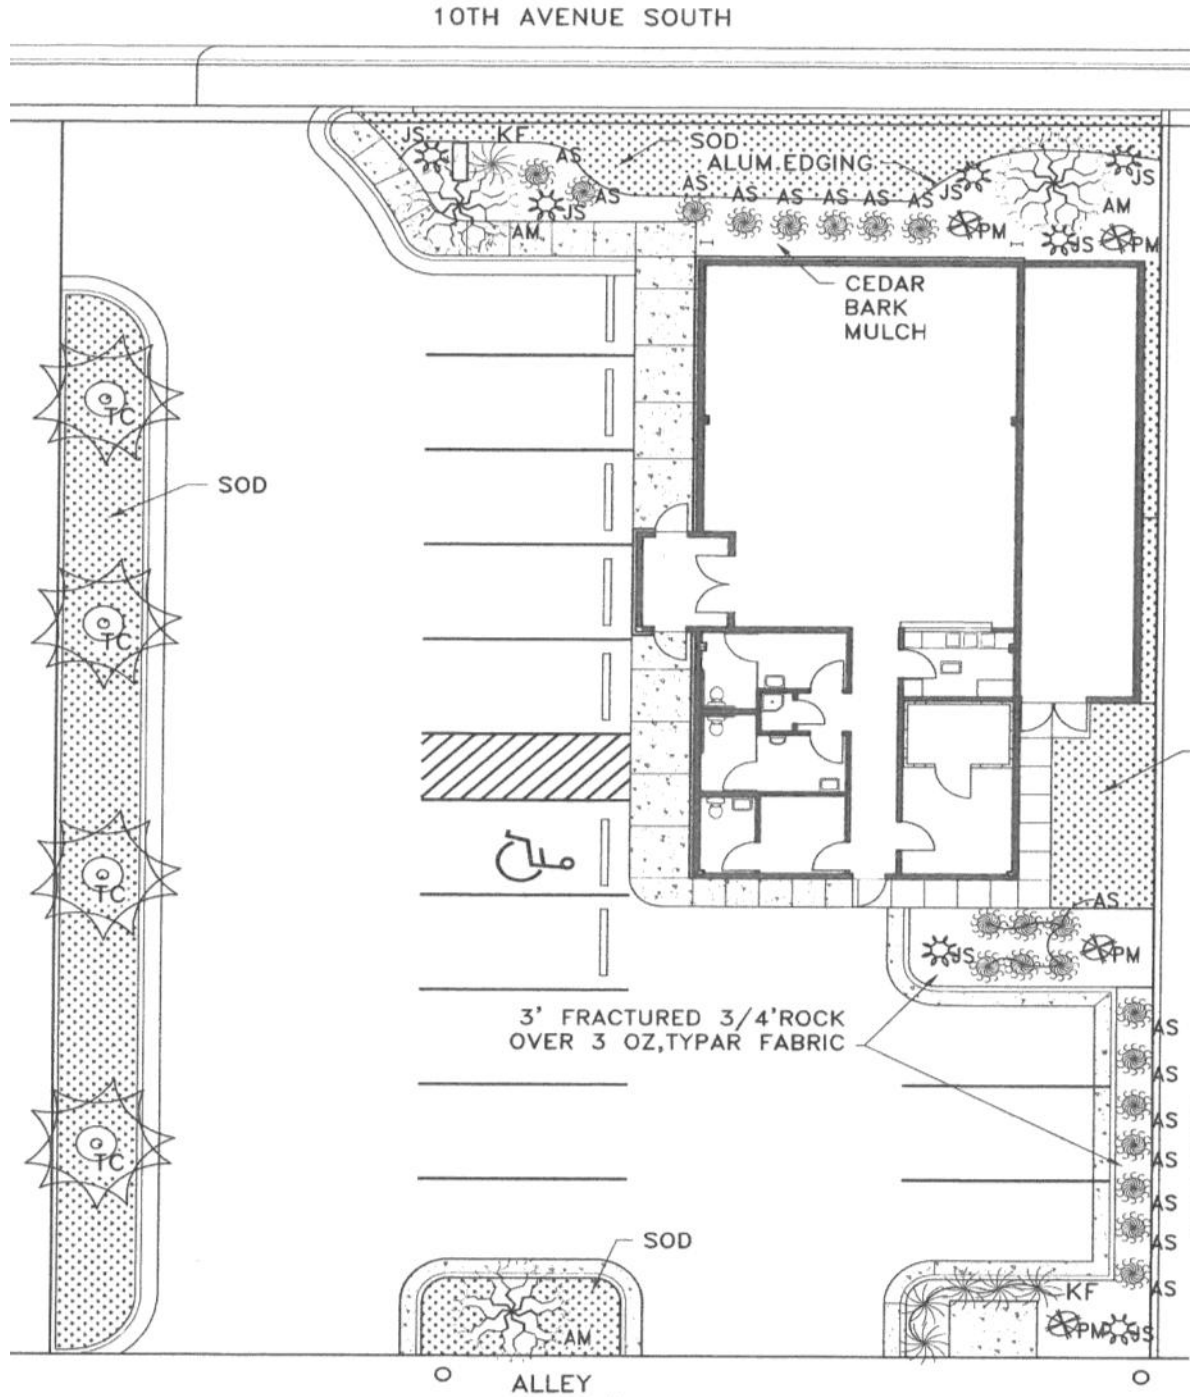 10TH AVENUE SOUTH
JS
KF
AS
SOD
ALUM.EDGING
JS
AS
AS
AS
AS
AS
AS
AS
JS
JS
AM
AM
PM
JS
PM
CEDAR
BARK
MULCH
TC
SOD
TC
TC
AS
JS
PM
3' FRACTURED 3/4'ROCK
OVER 3 OZ,TYPAR FABRIC
AS
AS
AS
AS
AS
AS
AS
TC
SOD
KF
AM
PM
JS
ALLEY